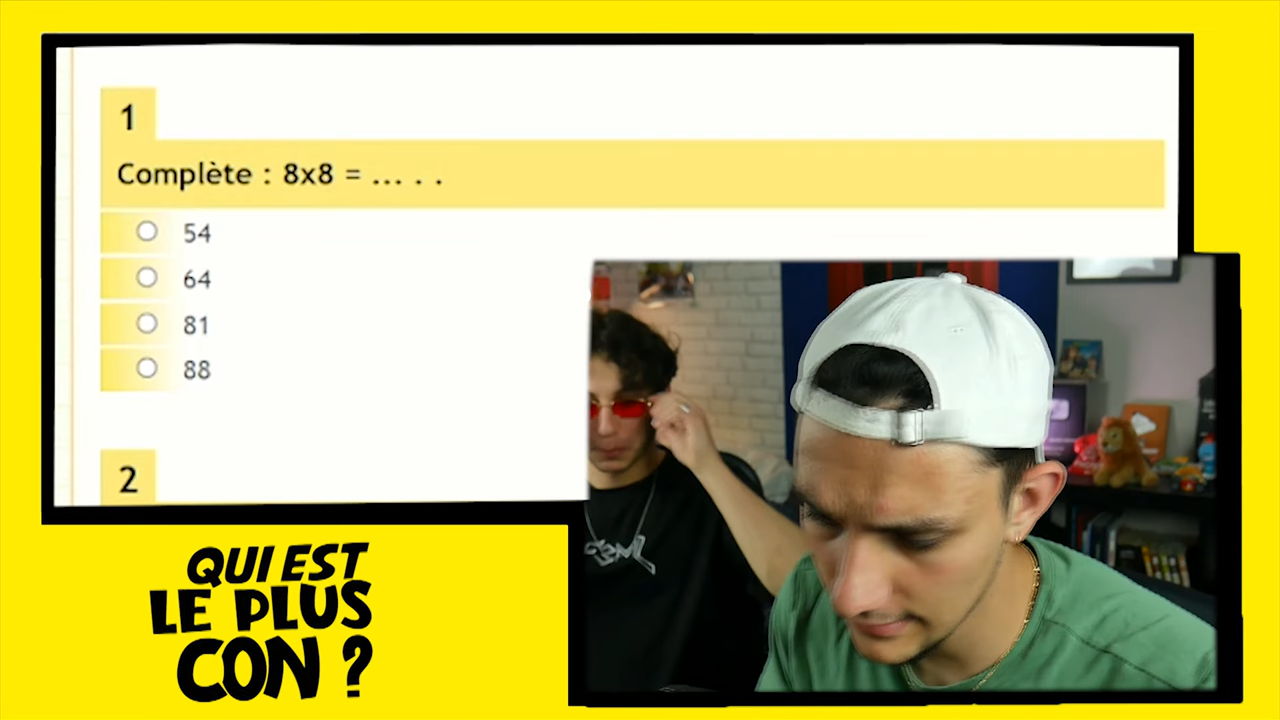 1
Complète : 8x8 = ... . .
54
64
81
88
2
QUI EST
LE PLUS
CON ?